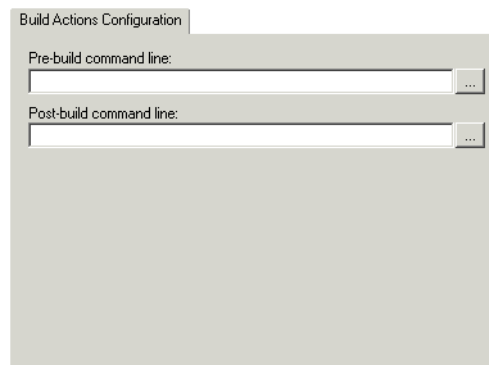 Build Actions Configuration
Pre-build command line:
...
Post-build command line:
...